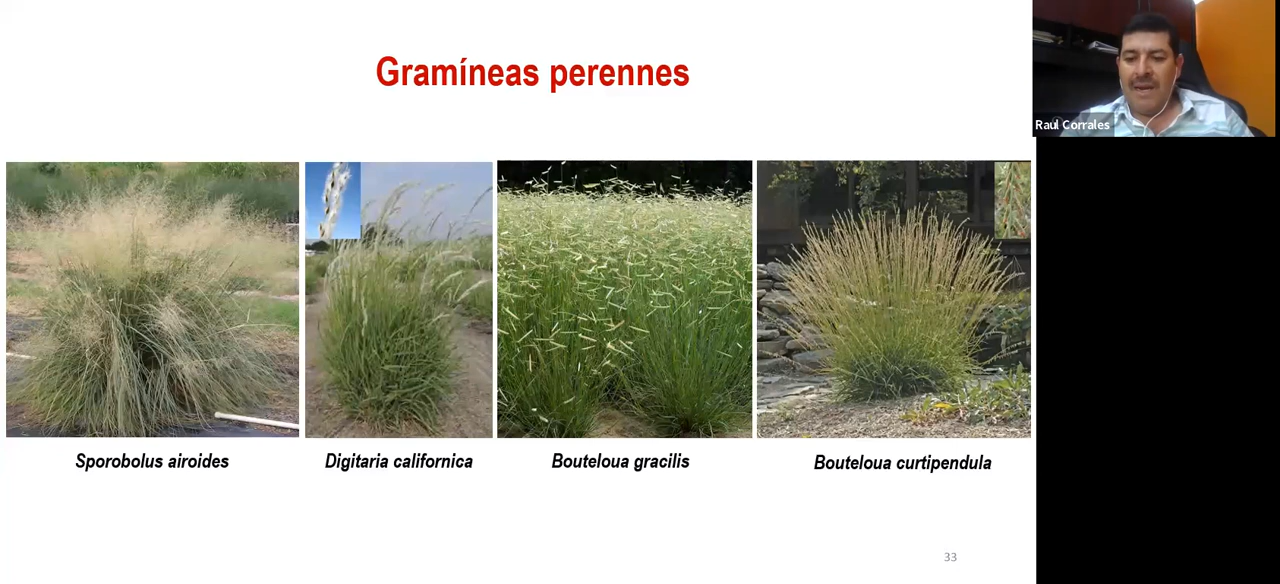 Gramíneas perennes
Raul Corrales
Sporobolus airoides
Digitaria californica
Bouteloua gracilis
Bouteloua curtipendula
33